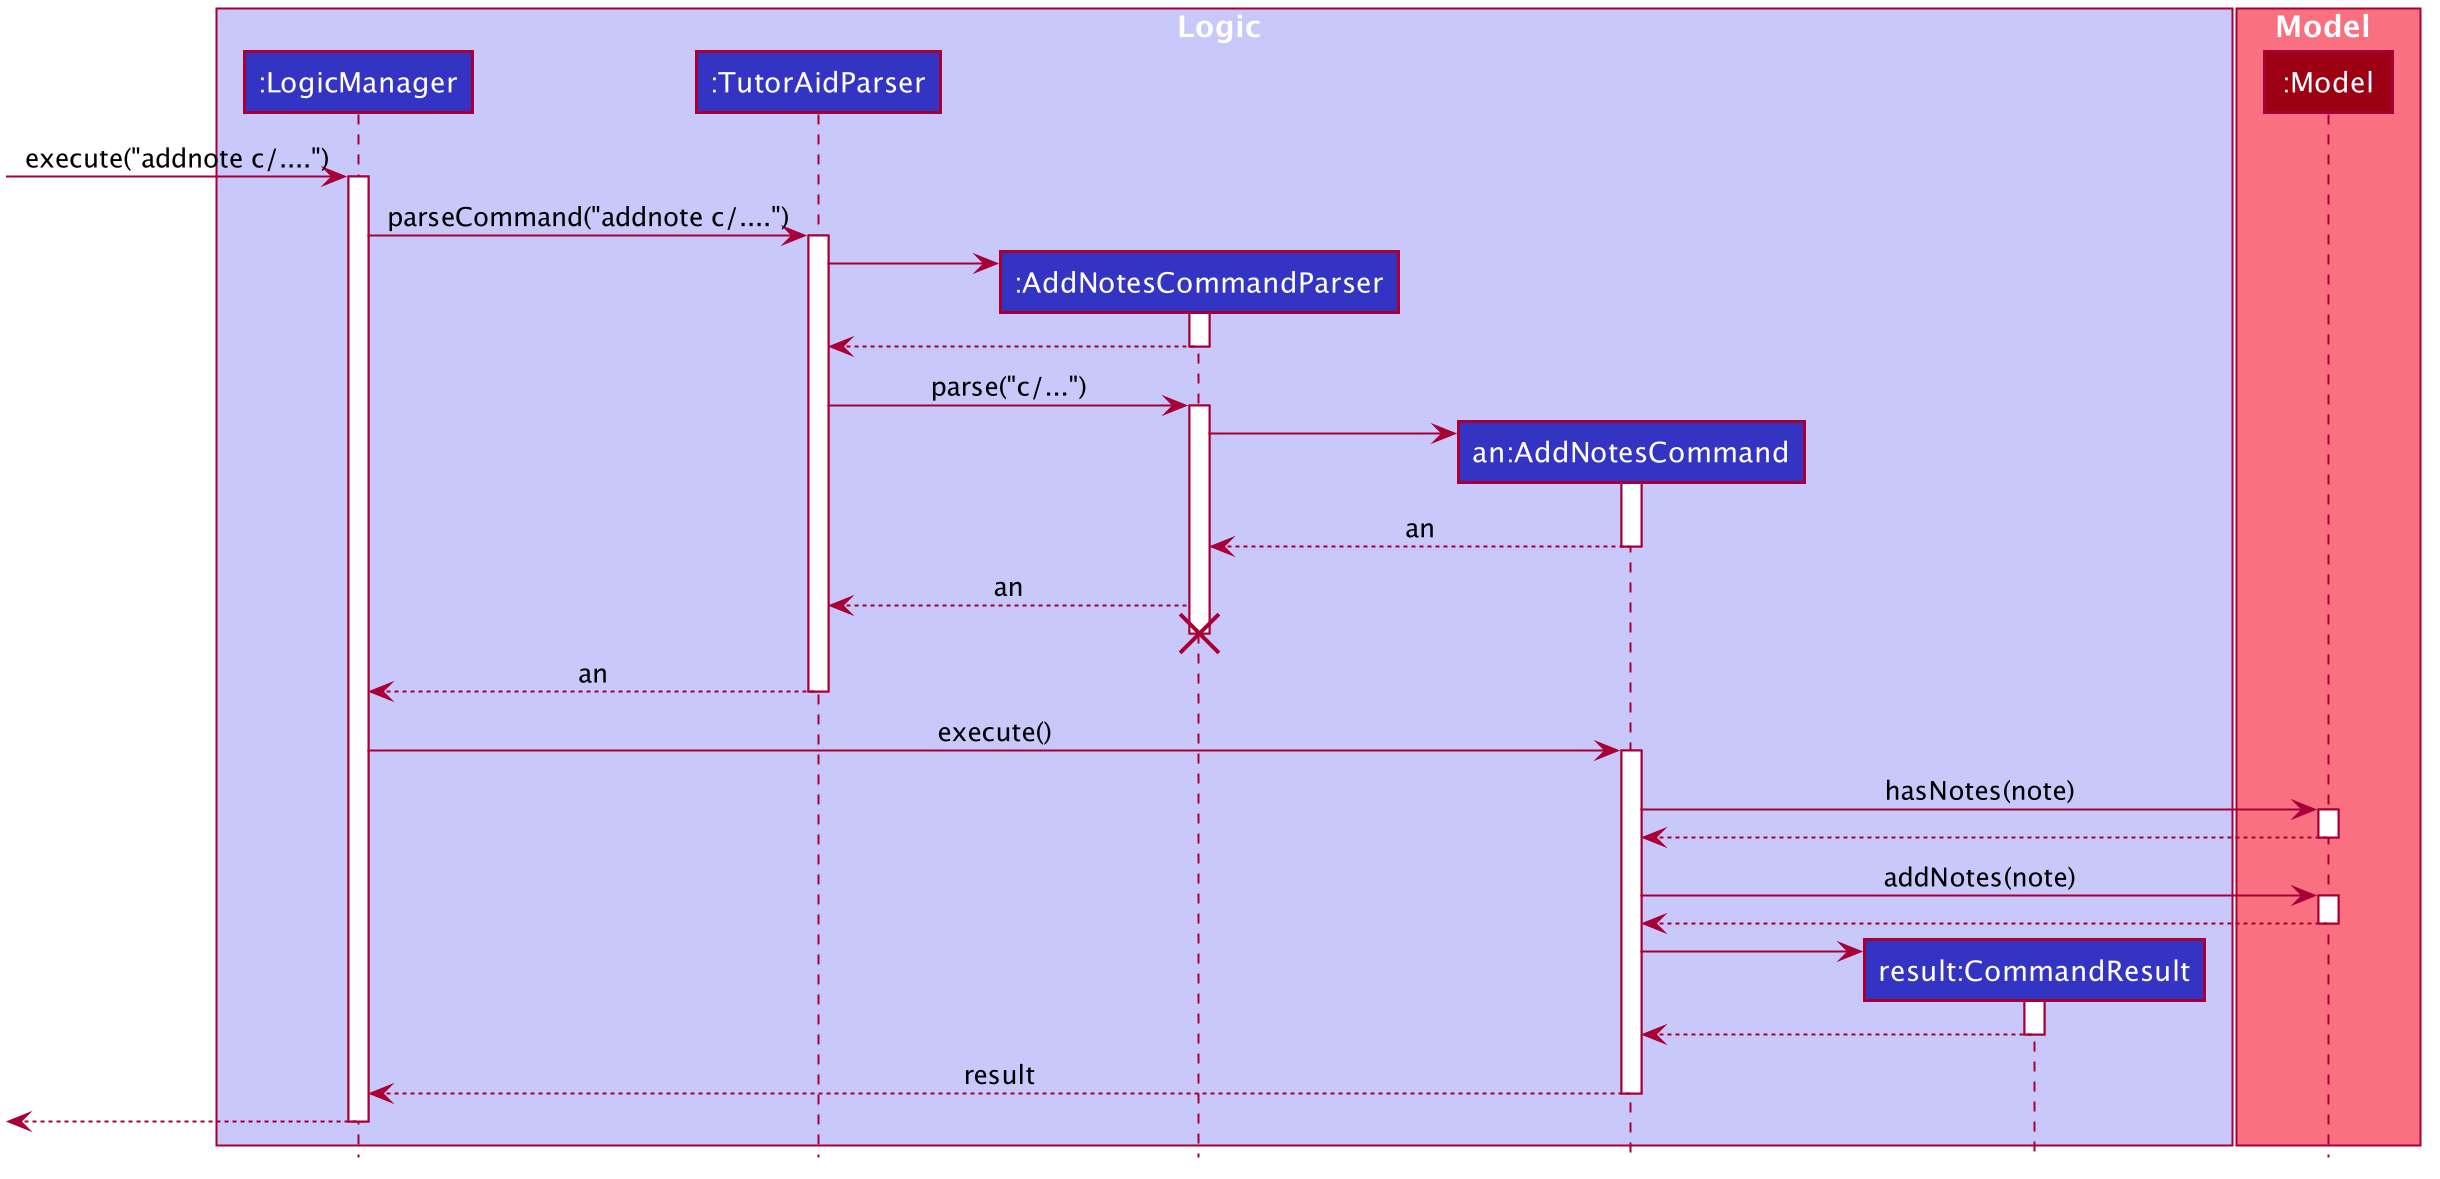 Logic
Model
:LogicManager
:TutorAidParser
:Model
execute("addnote c/....")
parseCommand("addnote c/....")
:AddNotesCommandParser
parse("c/...")
an:AddNotesCommand
an
an
an
execute()
hasNotes(note)
addNotes(note)
result:CommandResult
result